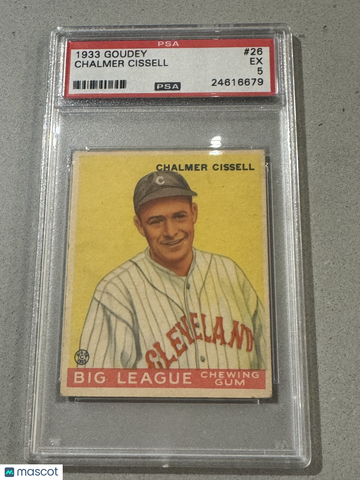 PSA
1933 GOUDEY #26
CHALMER CISSELL EX
5
PSA 24616679
CHALMER CISSELL
C
CLEVELAND
BIG LEAGUE CHEWING GUM
mascot